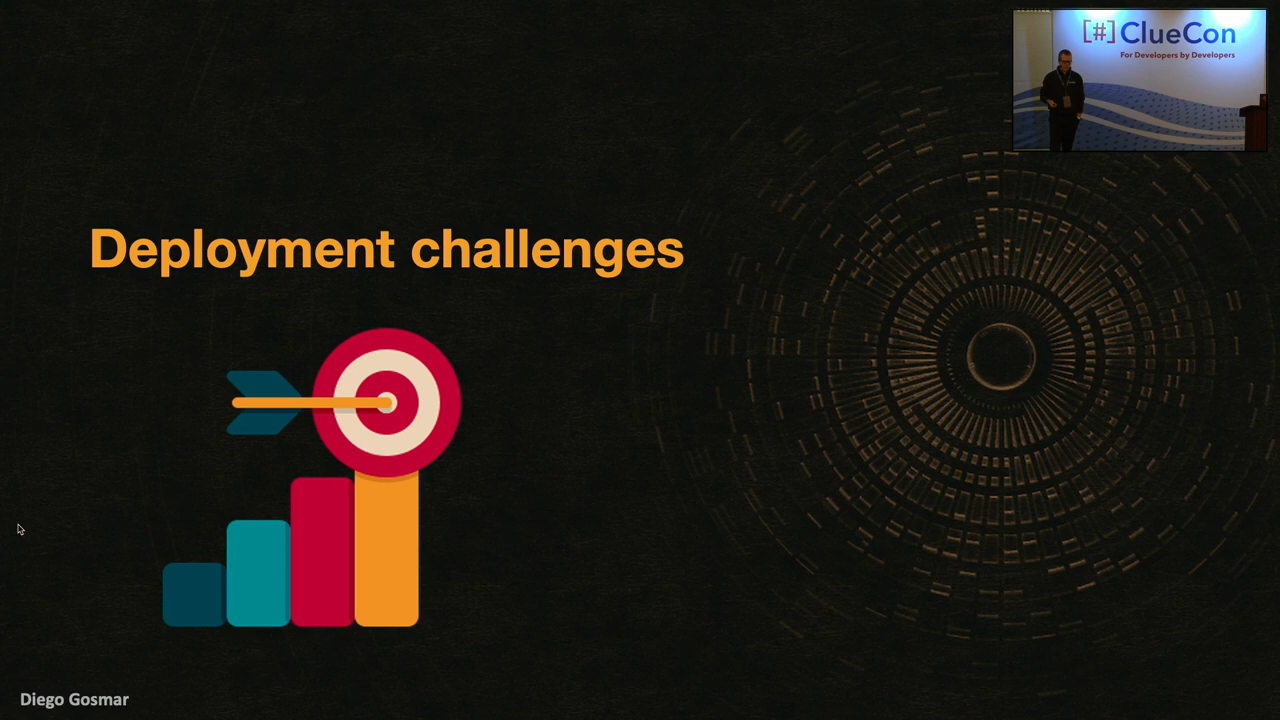 [#] ClueCon
For Developers by Developers
Deployment challenges
Diego Gosmar